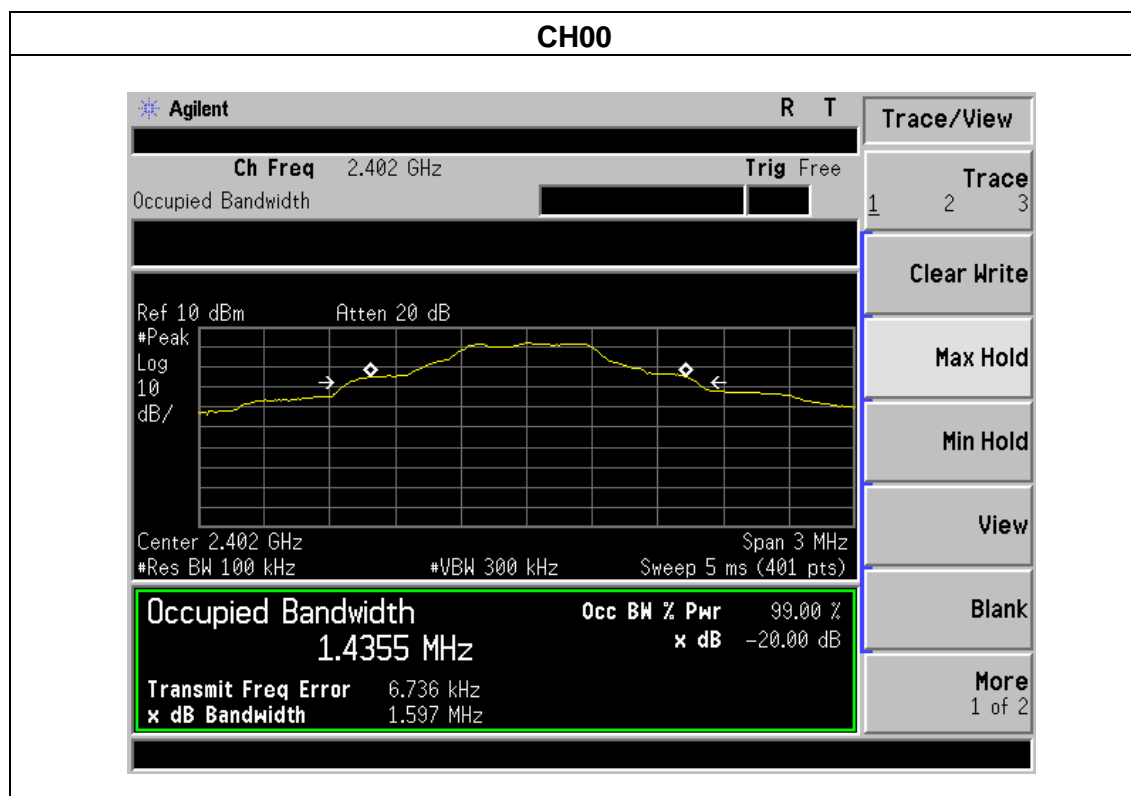 CH00
Agilent R T
Ch Freq 2.402 GHz Trig Free
Occupied Bandwidth
Ref 10 dBm Atten 20 dB
#Peak
Log
10
dB/
Center 2.402 GHz Span 3 MHz
#Res BW 100 kHz #VBW 300 kHz Sweep 5 ms (401 pts)
Occupied Bandwidth Occ BW % Pwr 99.00 %
1.4355 MHz x dB -20.00 dB
Transmit Freq Error 6.736 kHz
x dB Bandwidth 1.597 MHz
Trace/View
Trace
1 2 3
Clear Write
Max Hold
Min Hold
View
Blank
More
1 of 2